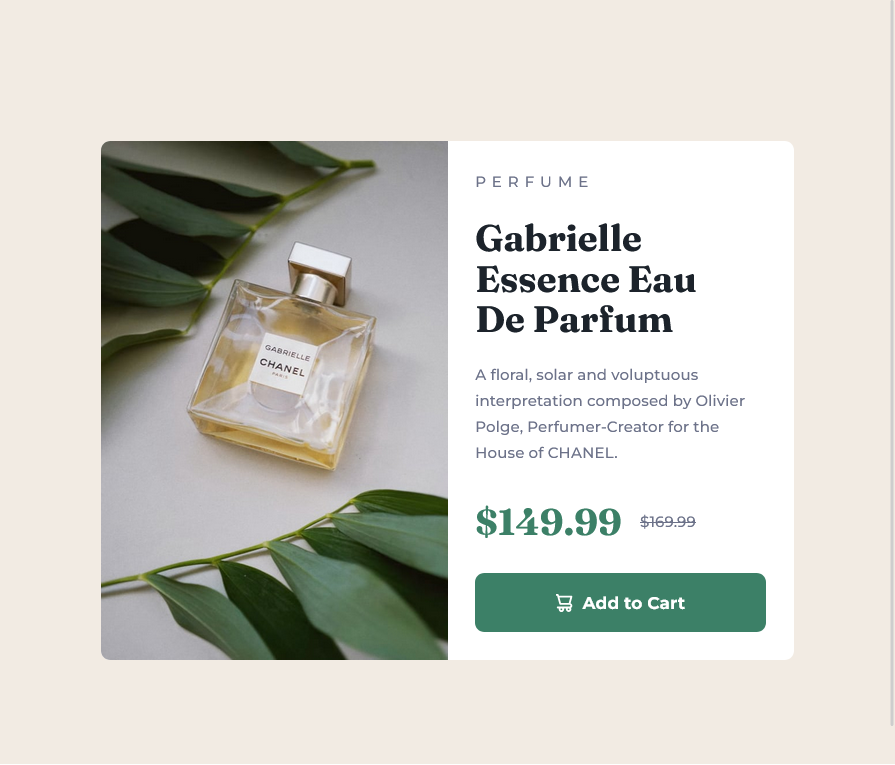 GABRIELLE
CHANEL
PARIS
PERFUME
Gabrielle
Essence Eau
De Parfum
A floral, solar and voluptuous
interpretation composed by Olivier
Polge, Perfumer-Creator for the
House of CHANEL.
$149.99 $169.99
Add to Cart